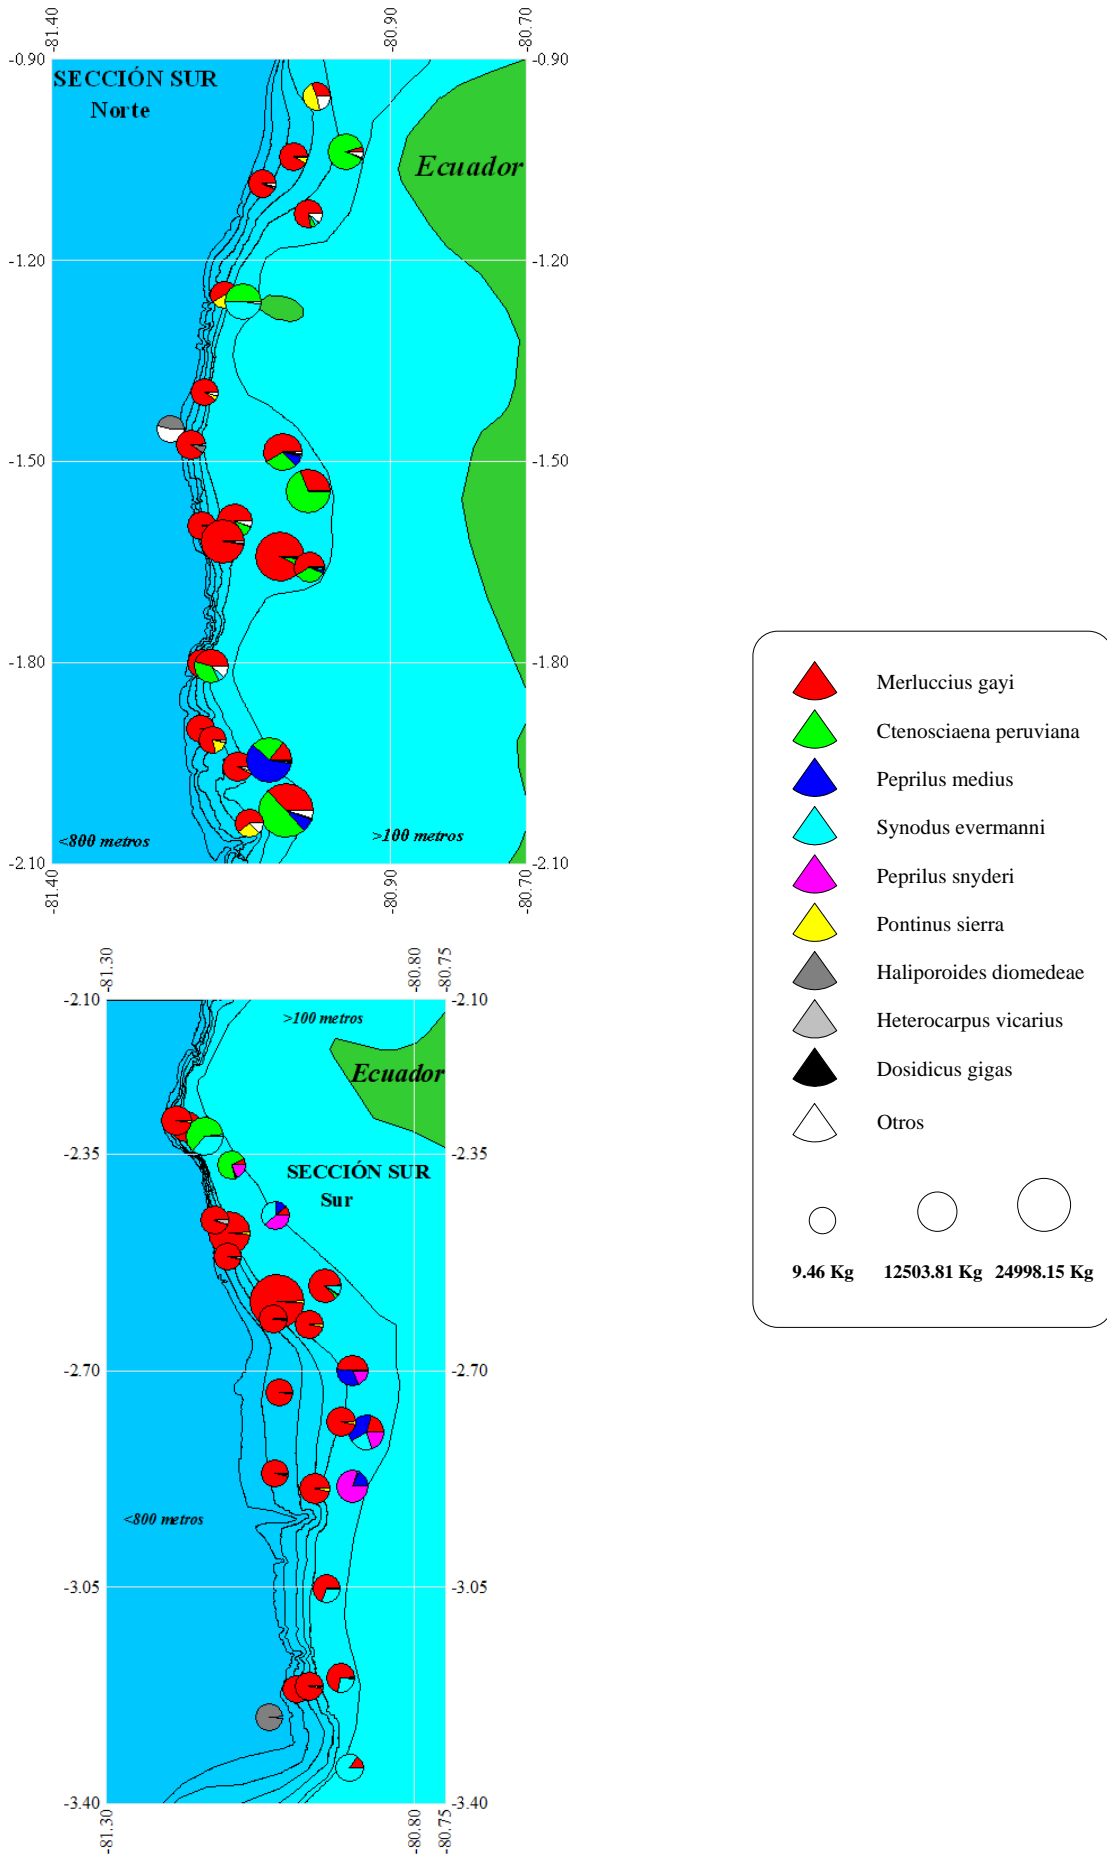 -81.40
-80.90
-80.70
-0.90
-0.90
SECCIÓN SUR
Norte
Ecuador
-1.20
-1.20
-1.50
-1.50
-1.80
-1.80
<800 metros
>100 metros
-2.10
-2.10
-81.40
-80.90
-80.70
-81.30
-80.80
-80.75
-2.10
-2.10
>100 metros
Ecuador
-2.35
-2.35
SECCIÓN SUR
Sur
-2.70
-2.70
<800 metros
-3.05
-3.05
-3.40
-3.40
-81.30
-80.80
-80.75
Merluccius gayi
Ctenosciaena peruviana
Peprilus medius
Synodus evermanni
Peprilus snyderi
Pontinus sierra
Haliporoides diomedeae
Heterocarpus vicarius
Dosidicus gigas
Otros
9.46 Kg 12503.81 Kg 24998.15 Kg